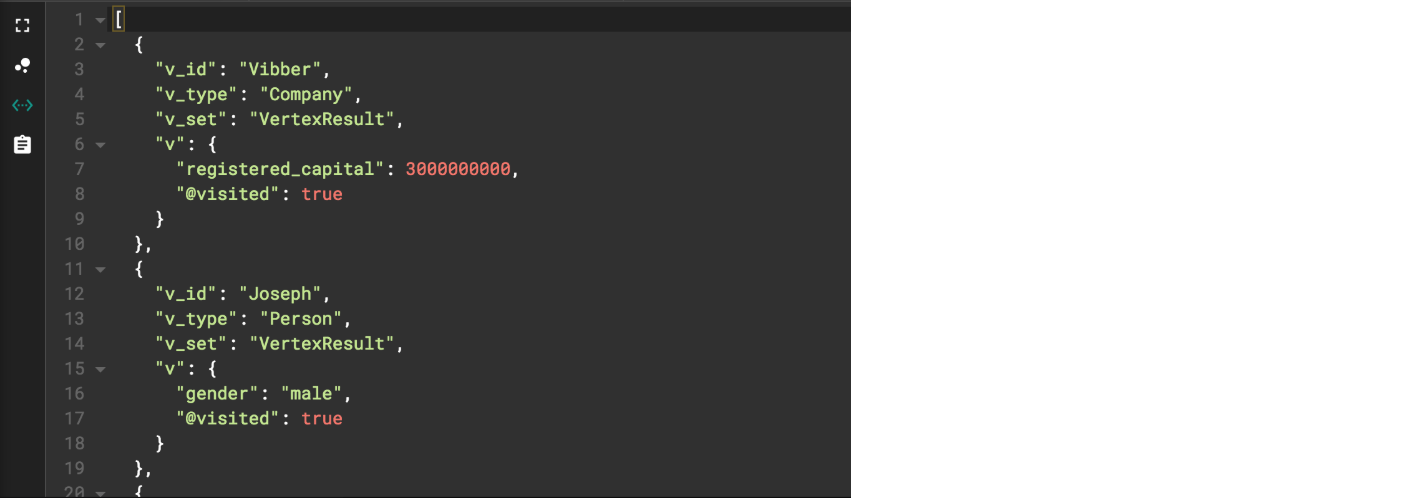 1 [
2 {
3 "v_id": "Vibber",
4 "v_type": "Company",
5 "v_set": "VertexResult",
6 "v": {
7 "registered_capital": 3000000000,
8 "@visited": true
9 }
10 },
11 {
12 "v_id": "Joseph",
13 "v_type": "Person",
14 "v_set": "VertexResult",
15 "v": {
16 "gender": "male",
17 "@visited": true
18 }
19 },
20 {